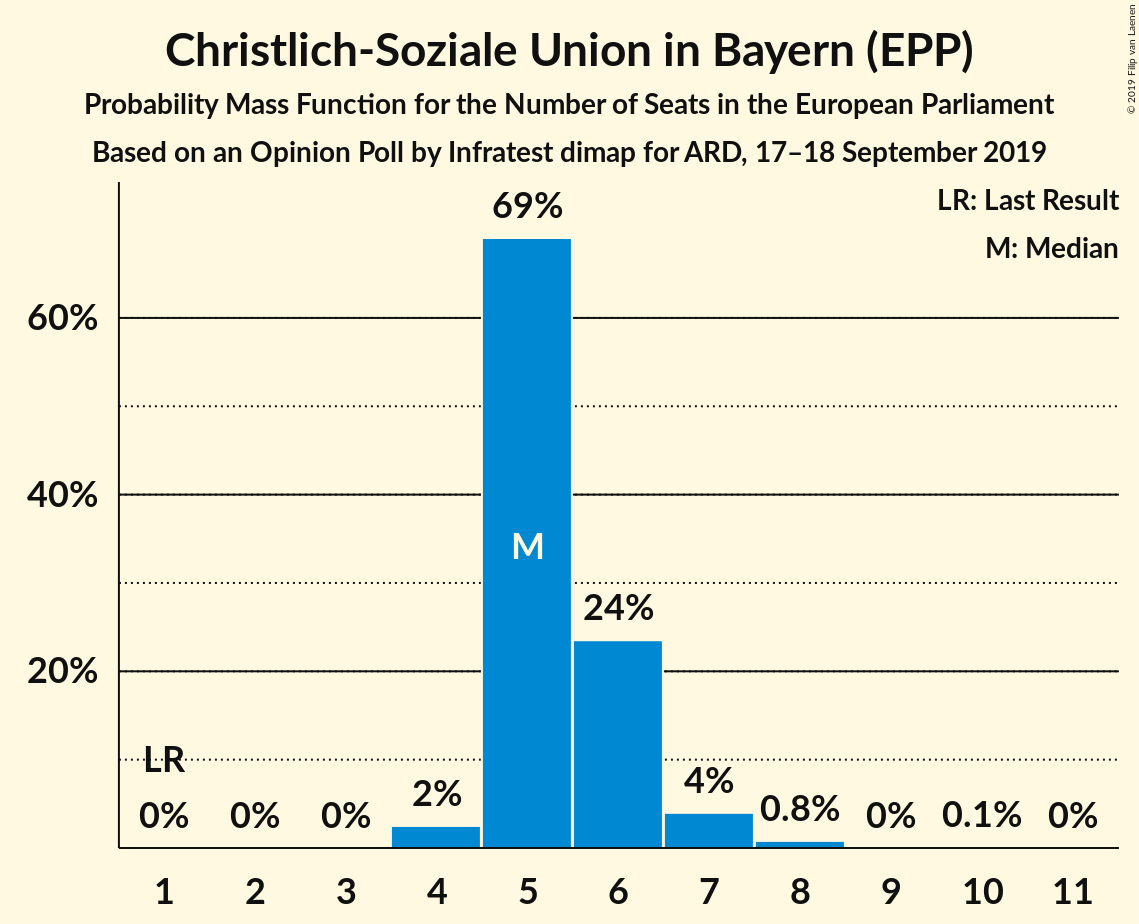 Christlich-Soziale Union in Bayern (EPP)
Probability Mass Function for the Number of Seats in the European Parliament
Based on an Opinion Poll by Infratest dimap for ARD, 17–18 September 2019
© 2019 Filip van Laenen
LR: Last Result
M: Median
69%
60%
40%
M
24%
20%
LR
0%
0%
0%
2%
4%
0.8%
0%
0.1%
0%
1 2 3 4 5 6 7 8 9 10 11